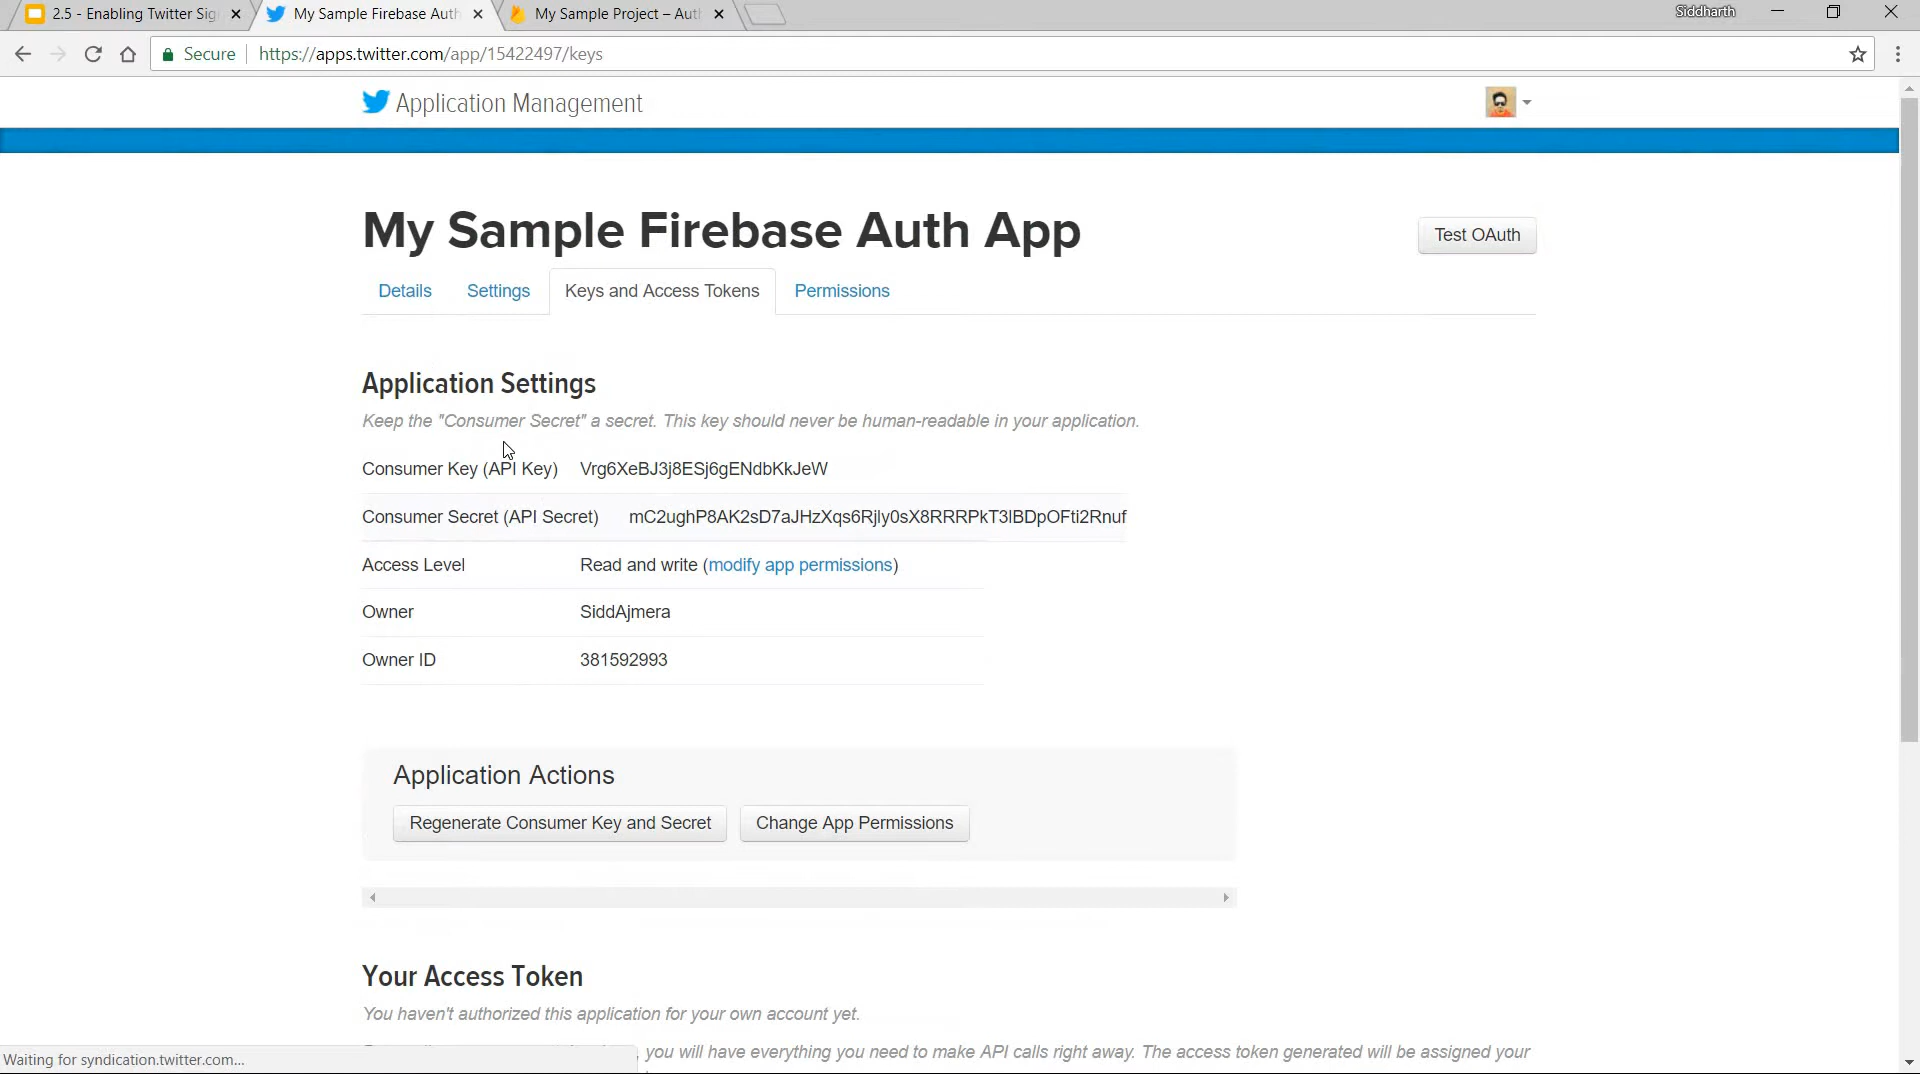 2.5 - Enabling Twitter Sig
My Sample Firebase Auth
My Sample Project – Aut
Siddharth
Secure
https://apps.twitter.com/app/15422497/keys
Application Management
My Sample Firebase Auth App
Test OAuth
Details
Settings
Keys and Access Tokens
Permissions
Application Settings
Keep the "Consumer Secret" a secret. This key should never be human-readable in your application.
Consumer Key (API Key) Vrg6XeBJ3j8ESj6gENdbKkJeW
Consumer Secret (API Secret) mC2ughP8AK2sD7aJHzXqs6Rjly0sX8RRRPkT3lBDpOFti2Rnuf
Access Level Read and write (modify app permissions)
Owner SiddAjmera
Owner ID 381592993
Application Actions
Regenerate Consumer Key and Secret
Change App Permissions
Your Access Token
You haven't authorized this application for your own account yet.
you will have everything you need to make API calls right away. The access token generated will be assigned your
Waiting for syndication.twitter.com...